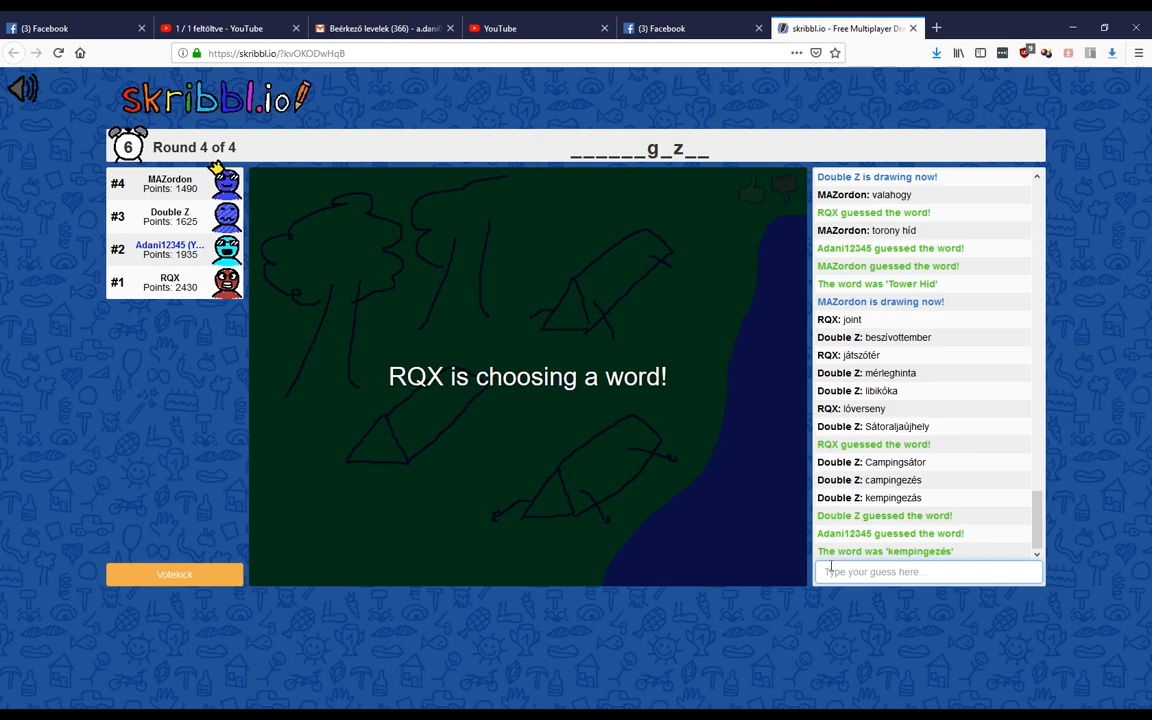 (3) Facebook
1 / 1 feltöltve - YouTube
Beérkező levelek (366) – a.dani
YouTube
(3) Facebook
skribbl.io - Free Multiplayer Dra
https://skribbl.io/?kvOKODwHqB
9
skribbl.io
6
Round 4 of 4
______g_z__
#4
MAZordon
Points: 1490
#3
Double Z
Points: 1625
#2
Adani12345 (Y...
Points: 1935
#1
RQX
Points: 2430
Votekick
RQX is choosing a word!
Double Z is drawing now!
MAZordon: valahogy
RQX guessed the word!
MAZordon: torony híd
Adani12345 guessed the word!
MAZordon guessed the word!
The word was 'Tower Híd'
MAZordon is drawing now!
RQX: joint
Double Z: beszívottember
RQX: játszótér
Double Z: mérleghinta
Double Z: libikóka
RQX: lóverseny
Double Z: Sátoraljaújhely
RQX guessed the word!
Double Z: Campingsátor
Double Z: campingezés
Double Z: kempingezás
Double Z guessed the word!
Adani12345 guessed the word!
The word was 'kempingezés'
Type your guess here...